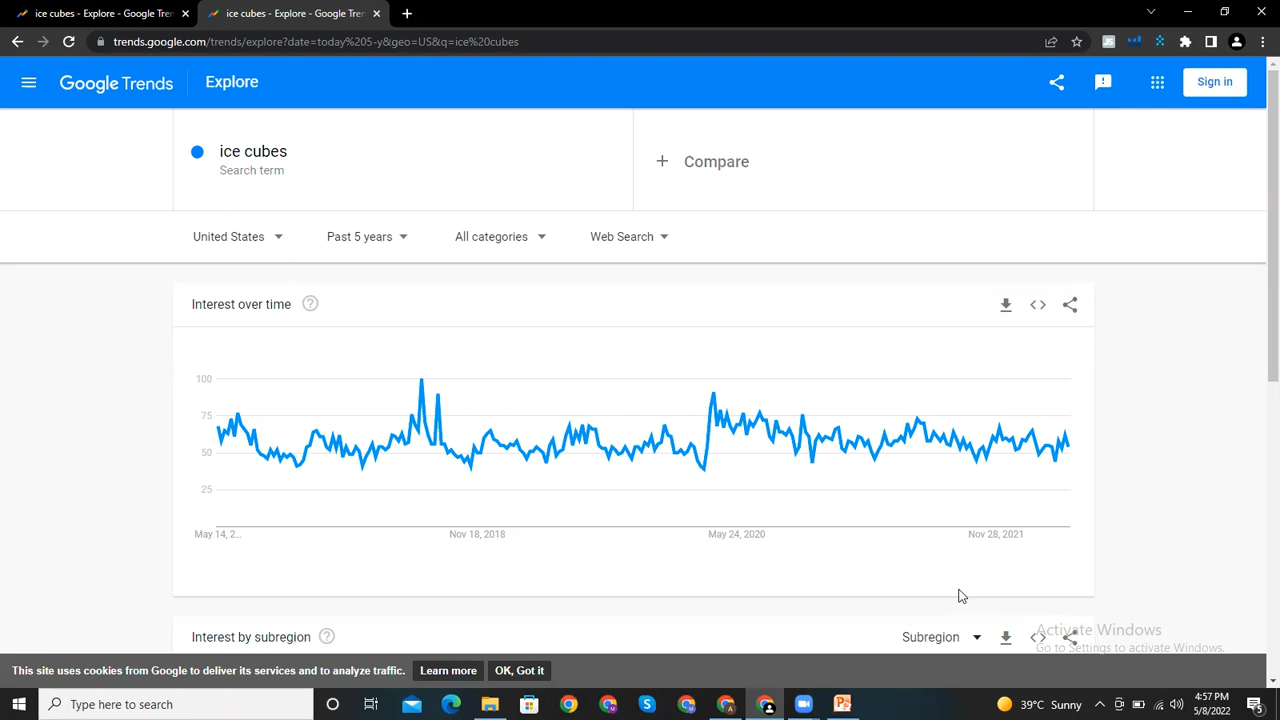 ice cubes - Explore - Google Tren
ice cubes - Explore - Google Tren
trends.google.com/trends/explore?date=today%205-y&geo=US&q=ice%20cubes
Google Trends
Explore
Sign in
ice cubes
Search term
+ Compare
United States
Past 5 years
All categories
Web Search
Interest over time
100
75
50
25
May 14, 2...
Nov 18, 2018
May 24, 2020
Nov 28, 2021
Interest by subregion
Subregion
Activate Windows
Go to Settings to activate Windows.
This site uses cookies from Google to deliver its services and to analyze traffic.
Learn more
OK, Got it
Type here to search
39°C Sunny
4:57 PM
5/8/2022
5